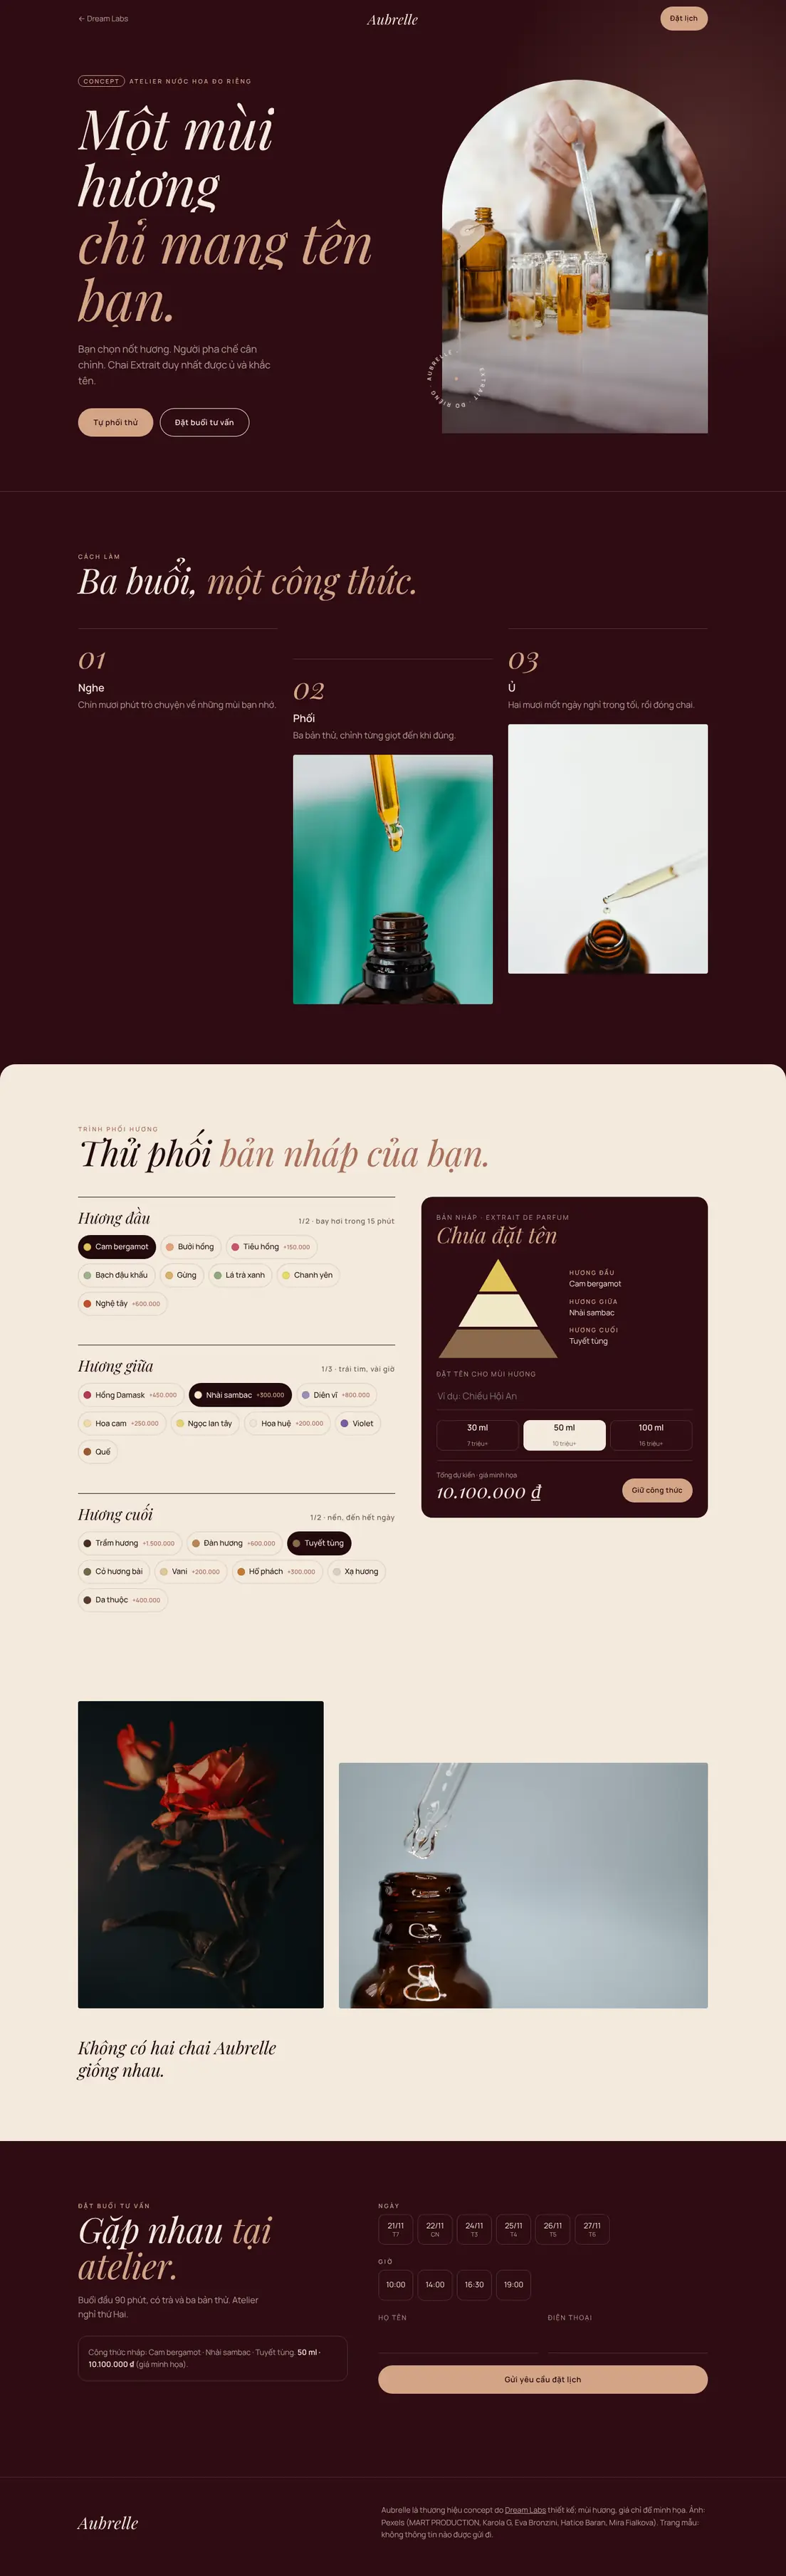 ← Dream Labs
Aubrelle
Đặt lịch
CONCEPT ATELIER NƯỚC HOA ĐO RIÊNG
Một mùi
hương
chỉ mang tên
bạn.
Bạn chọn nốt hương. Người pha chế cân
chỉnh. Chai Extrait duy nhất được ủ và khắc
tên.
Tự phối thử
Đặt buổi tư vấn
AUBRELLE · EXTRAIT · ĐO RIÊNG ·
CÁCH LÀM
Ba buổi, một công thức.
01
Nghe
Chín mươi phút trò chuyện về những mùi bạn nhớ.
02
Phối
Ba bản thử, chỉnh từng giọt đến khi đúng.
03
Ủ
Hai mươi mốt ngày nghỉ trong tối, rồi đóng chai.
TRÌNH PHỐI HƯƠNG
Thử phối bản nháp của bạn.
Hương đầu
1/2 · bay hơi trong 15 phút
Cam bergamot
Bưởi hồng
Tiêu hồng +150.000
Bạch đậu khấu
Gừng
Lá trà xanh
Chanh yên
Nghệ tây +500.000
Hương giữa
1/3 · trái tim, vài giờ
Hồng Damask +450.000
Nhài sambac +300.000
Diên vĩ +800.000
Hoa cam +250.000
Ngọc lan tây
Hoa huệ +200.000
Violet
Quế
Hương cuối
1/2 · nền, đến hết ngày
Trầm hương +1.500.000
Đàn hương +600.000
Tuyết tùng
Cỏ hương bài
Vani +200.000
Hổ phách +300.000
Xạ hương
Da thuộc +400.000
BẢN NHÁP · EXTRAIT DE PARFUM
Chưa đặt tên
HƯƠNG ĐẦU
Cam bergamot
HƯƠNG GIỮA
Nhài sambac
HƯƠNG CUỐI
Tuyết tùng
ĐẶT TÊN CHO MÙI HƯƠNG
Ví dụ: Chiều Hội An
30 ml
7 triệu+
50 ml
10 triệu+
100 ml
16 triệu+
Tổng dự kiến · giá minh họa
10.100.000 ₫
Giữ công thức
Không có hai chai Aubrelle
giống nhau.
ĐẶT BUỔI TƯ VẤN
Gặp nhau tại
atelier.
Buổi đầu 90 phút, có trà và ba bản thử. Atelier
nghỉ thứ Hai.
Công thức nháp: Cam bergamot · Nhài sambac · Tuyết tùng. 50 ml ·
10.100.000 ₫ (giá minh họa).
NGÀY
21/11
T7
22/11
CN
24/11
T3
25/11
T4
26/11
T5
27/11
T6
GIỜ
10:00
14:00
16:30
19:00
HỌ TÊN
ĐIỆN THOẠI
Gửi yêu cầu đặt lịch
Aubrelle
Aubrelle là thương hiệu concept do Dream Labs thiết kế; mùi hương, giá chỉ để minh họa. Ảnh:
Pexels (MART PRODUCTION, Karola G, Eva Bronzini, Hatice Baran, Mira Fialkova). Trang mẫu:
không thông tin nào được gửi đi.